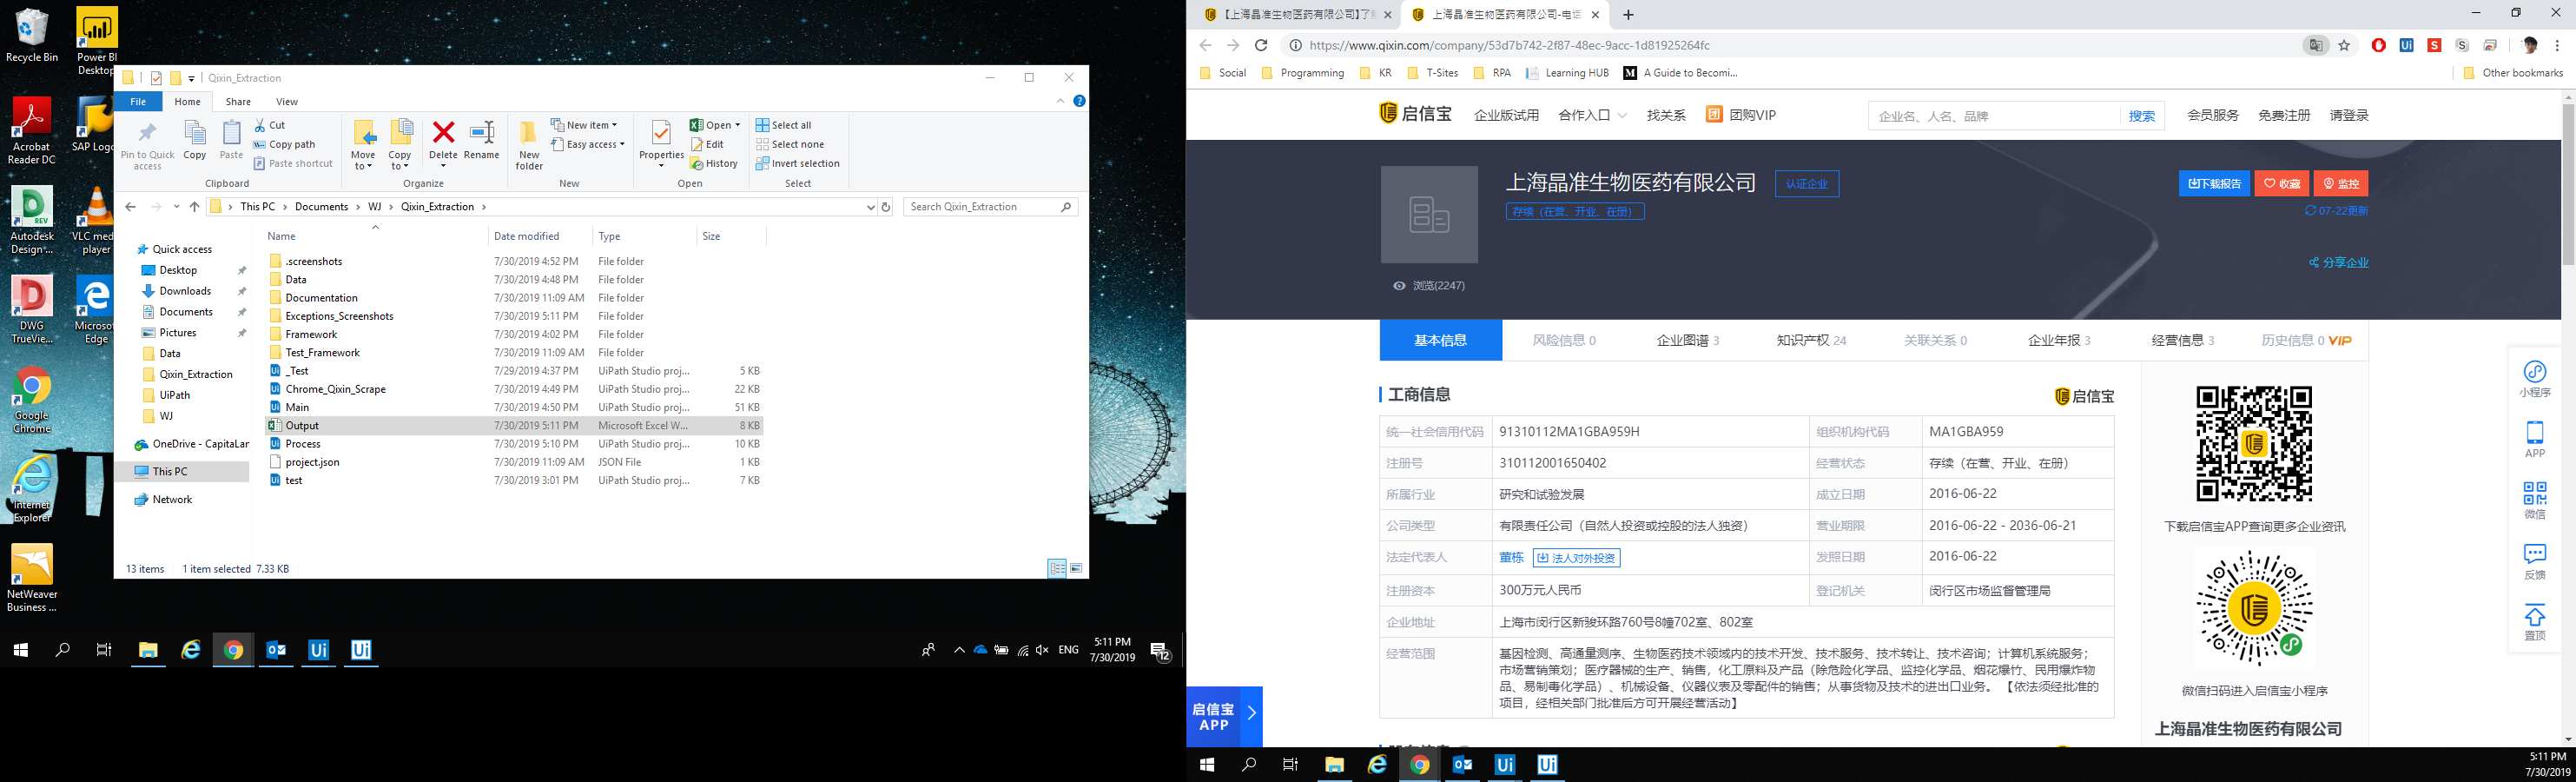 Recycle Bin
Power BI
Desktop
Acrobat
Reader DC
SAP Logo
Autodesk
Design ...
VLC med
player
DWG
TrueVie...
Microso
Edge
Google
Chrome
Internet
Explorer
NetWeaver
Business ...
Qixin_Extraction
File
Home
Share
View
Pin to Quick
access
Copy
Paste
Cut
Copy path
Paste shortcut
Clipboard
Move
to
Copy
to
Delete
Rename
Organize
New
folder
New item
Easy access
New
Properties
Open
Edit
History
Open
Select all
Select none
Invert selection
Select
This PC
Documents
WJ
Qixin_Extraction
Search Qixin_Extraction
Quick access
Desktop
Downloads
Documents
Pictures
Data
Qixin_Extraction
UiPath
WJ
OneDrive - CapitaLan
This PC
Network
Name Date modified Type Size
.screenshots 7/30/2019 4:52 PM File folder
Data 7/30/2019 4:48 PM File folder
Documentation 7/30/2019 11:09 AM File folder
Exceptions_Screenshots 7/30/2019 5:11 PM File folder
Framework 7/30/2019 4:02 PM File folder
Test_Framework 7/30/2019 11:09 AM File folder
_Test 7/29/2019 4:37 PM UiPath Studio proj... 5 KB
Chrome_Qixin_Scrape 7/30/2019 4:49 PM UiPath Studio proj... 22 KB
Main 7/30/2019 4:50 PM UiPath Studio proj... 51 KB
Output 7/30/2019 5:11 PM Microsoft Excel W... 8 KB
Process 7/30/2019 5:10 PM UiPath Studio proj... 10 KB
project.json 7/30/2019 11:09 AM JSON File 1 KB
test 7/30/2019 3:01 PM UiPath Studio proj... 7 KB
13 items 1 item selected 7.33 KB
ENG
5:11 PM
7/30/2019
12
【上海晶准生物医药有限公司】了
上海晶准生物医药有限公司-电话
https://www.qixin.com/company/53d7b742-2f87-48ec-9acc-1d81925264fc
Social
Programming
KR
T-Sites
RPA
Learning HUB
A Guide to Becomi...
Other bookmarks
启信宝
企业版试用
合作入口
找关系
团购VIP
企业名、人名、品牌
搜索
会员服务
免费注册
请登录
上海晶准生物医药有限公司
认证企业
存续（在营、开业、在册）
浏览(2247)
下载报告
收藏
监控
07-22更新
分享企业
基本信息
风险信息 0
企业图谱 3
知识产权 24
关联关系 0
企业年报 3
经营信息 3
历史信息 0 VIP
工商信息
启信宝
统一社会信用代码 91310112MA1GBA959H 组织机构代码 MA1GBA959
注册号 310112001650402 经营状态 存续（在营、开业、在册）
所属行业 研究和试验发展 成立日期 2016-06-22
公司类型 有限责任公司（自然人投资或控股的法人独资） 营业期限 2016-06-22 - 2036-06-21
法定代表人 董栋 法人对外投资 发照日期 2016-06-22
注册资本 300万元人民币 登记机关 闵行区市场监督管理局
企业地址 上海市闵行区新骏环路760号8幢702室、802室
经营范围 基因检测、高通量测序、生物医药技术领域内的技术开发、技术服务、技术转让、技术咨询；计算机系统服务；
市场营销策划；医疗器械的生产、销售，化工原料及产品（除危险化学品、监控化学品、烟花爆竹、民用爆炸物
品、易制毒化学品）、机械设备、仪器仪表及零配件的销售；从事货物及技术的进出口业务。 【依法须经批准的
项目，经相关部门批准后方可开展经营活动】
下载启信宝APP查询更多企业资讯
微信扫码进入启信宝小程序
上海晶准生物医药有限公司
小程序
APP
微信
反馈
置顶
启信宝
APP
5:11 PM
7/30/2019